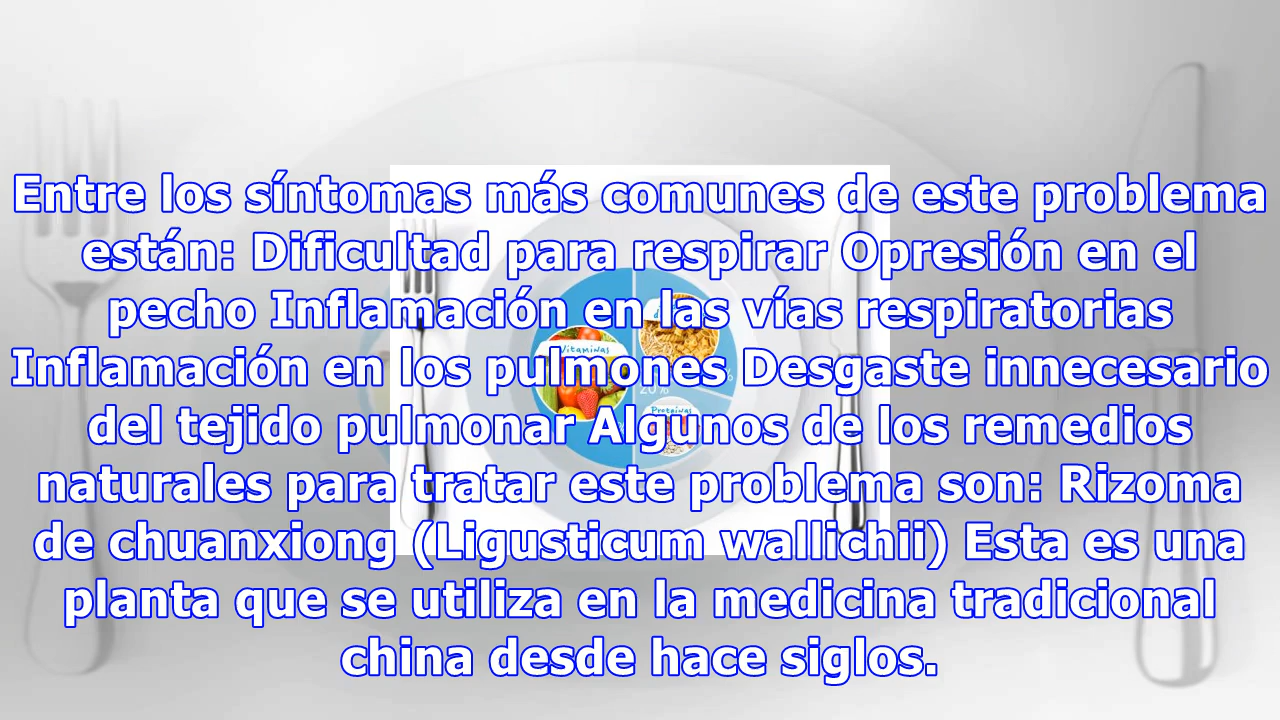 Entre los síntomas más comunes de este problema
están: Dificultad para respirar Opresión en el
pecho Inflamación en las vías respiratorias
Inflamación en los pulmones Desgaste innecesario
del tejido pulmonar Algunos de los remedios
naturales para tratar este problema son: Rizoma
de chuanxiong (Ligusticum wallichii) Esta es una
planta que se utiliza en la medicina tradicional
china desde hace siglos.
Vitaminas
20%
Proteínas